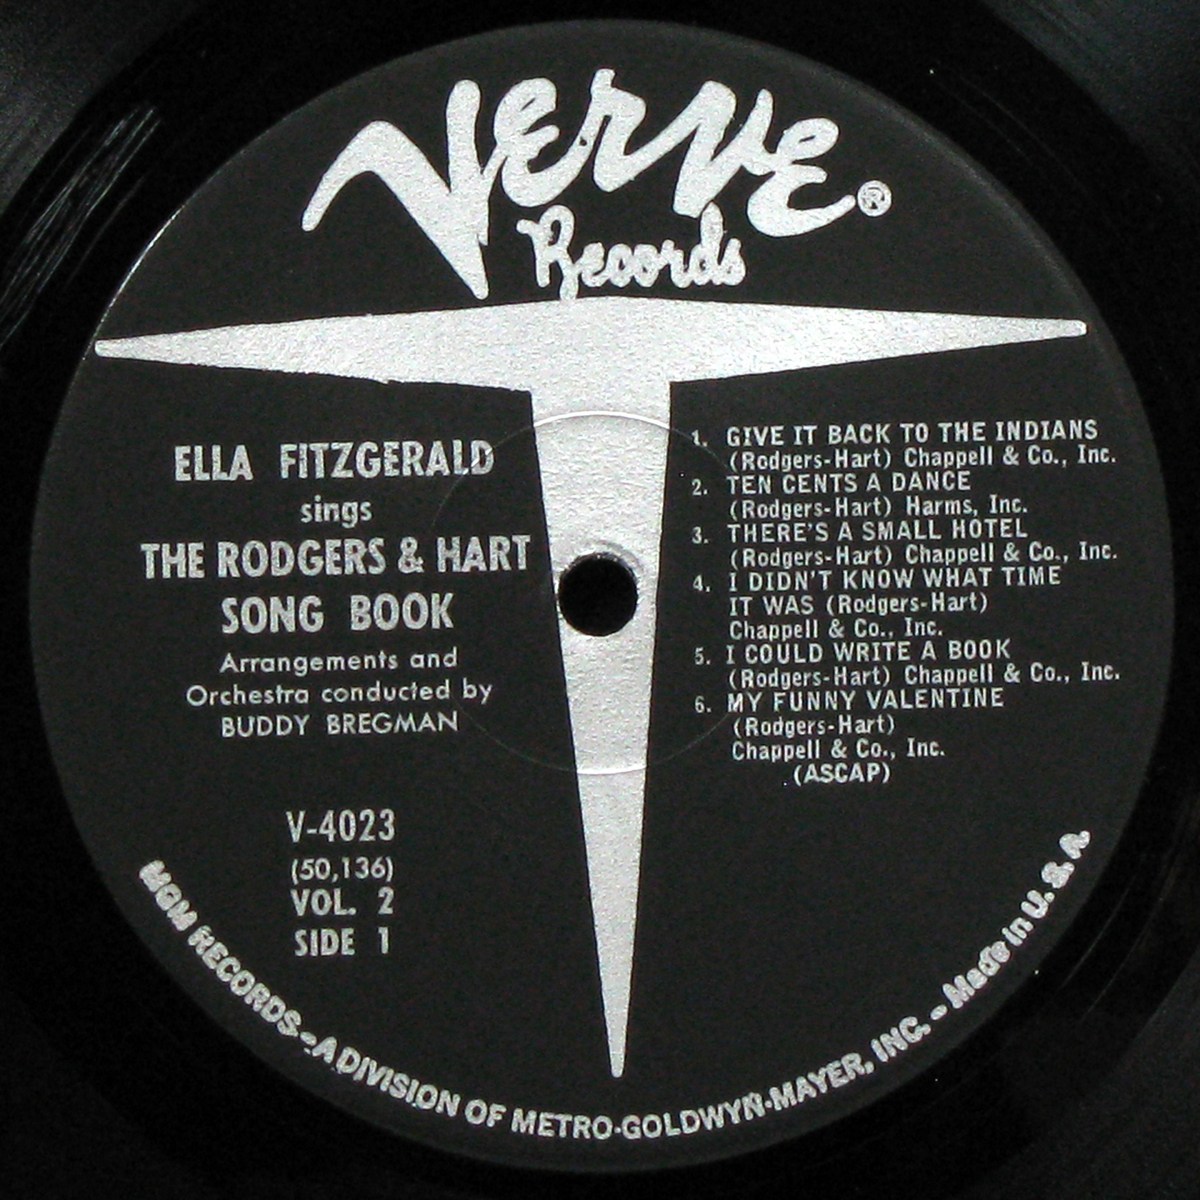 Verve ®
Records
ELLA FITZGERALD
sings
THE RODGERS & HART
SONG BOOK
Arrangements and
Orchestra conducted by
BUDDY BREGMAN
V-4023
(50,136)
VOL. 2
SIDE 1
1. GIVE IT BACK TO THE INDIANS
(Rodgers-Hart) Chappell & Co., Inc.
2. TEN CENTS A DANCE
(Rodgers-Hart) Harms, Inc.
3. THERE'S A SMALL HOTEL
(Rodgers-Hart) Chappell & Co., Inc.
4. I DIDN'T KNOW WHAT TIME
IT WAS (Rodgers-Hart)
Chappell & Co., Inc.
5. I COULD WRITE A BOOK
(Rodgers-Hart) Chappell & Co., Inc.
6. MY FUNNY VALENTINE
(Rodgers-Hart)
Chappell & Co., Inc.
(ASCAP)
MGM RECORDS - A DIVISION OF METRO-GOLDWYN-MAYER, INC. - Made in U. S. A.